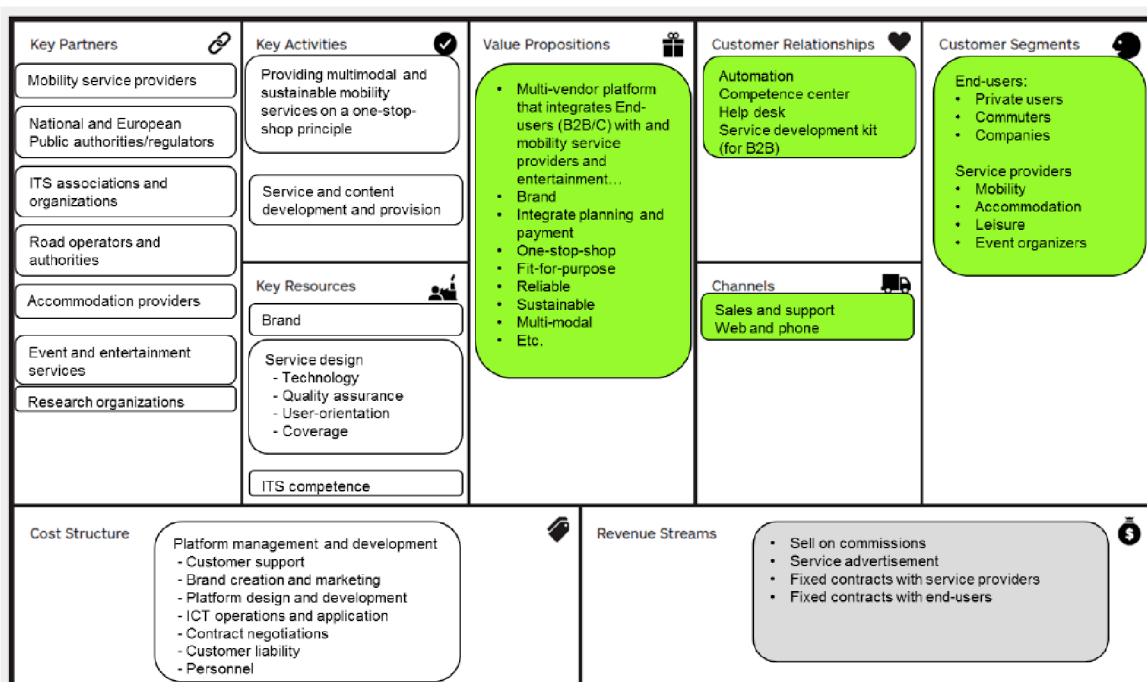 Key Partners
Mobility service providers
National and European
Public authorities/regulators
ITS associations and
organizations
Road operators and
authorities
Accommodation providers
Event and entertainment
services
Research organizations
Key Activities
Providing multimodal and
sustainable mobility
services on a one-stop-
shop principle
Service and content
development and provision
Key Resources
Brand
Service design
- Technology
- Quality assurance
- User-orientation
- Coverage
ITS competence
Value Propositions
• Multi-vendor platform
that integrates End-
users (B2B/C) with and
mobility service
providers and
entertainment…
• Brand
• Integrate planning and
payment
• One-stop-shop
• Fit-for-purpose
• Reliable
• Sustainable
• Multi-modal
• Etc.
Customer Relationships
Automation
Competence center
Help desk
Service development kit
(for B2B)
Channels
Sales and support
Web and phone
Customer Segments
End-users:
• Private users
• Commuters
• Companies
Service providers
• Mobility
• Accommodation
• Leisure
• Event organizers
Cost Structure
Platform management and development
- Customer support
- Brand creation and marketing
- Platform design and development
- ICT operations and application
- Contract negotiations
- Customer liability
- Personnel
Revenue Streams
• Sell on commissions
• Service advertisement
• Fixed contracts with service providers
• Fixed contracts with end-users
$